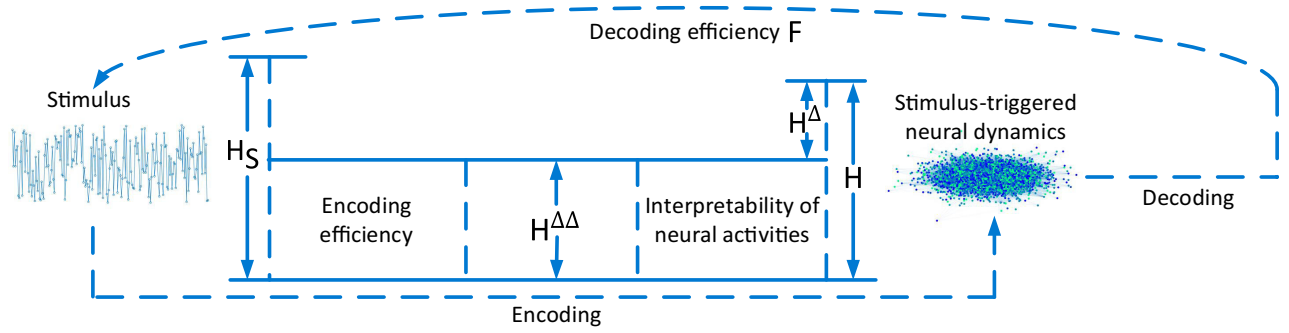 Decoding efficiency F
Stimulus
H_S
H^Δ
Stimulus-triggered
neural dynamics
H
Encoding
efficiency
H^ΔΔ
Interpretability of
neural activities
Decoding
Encoding